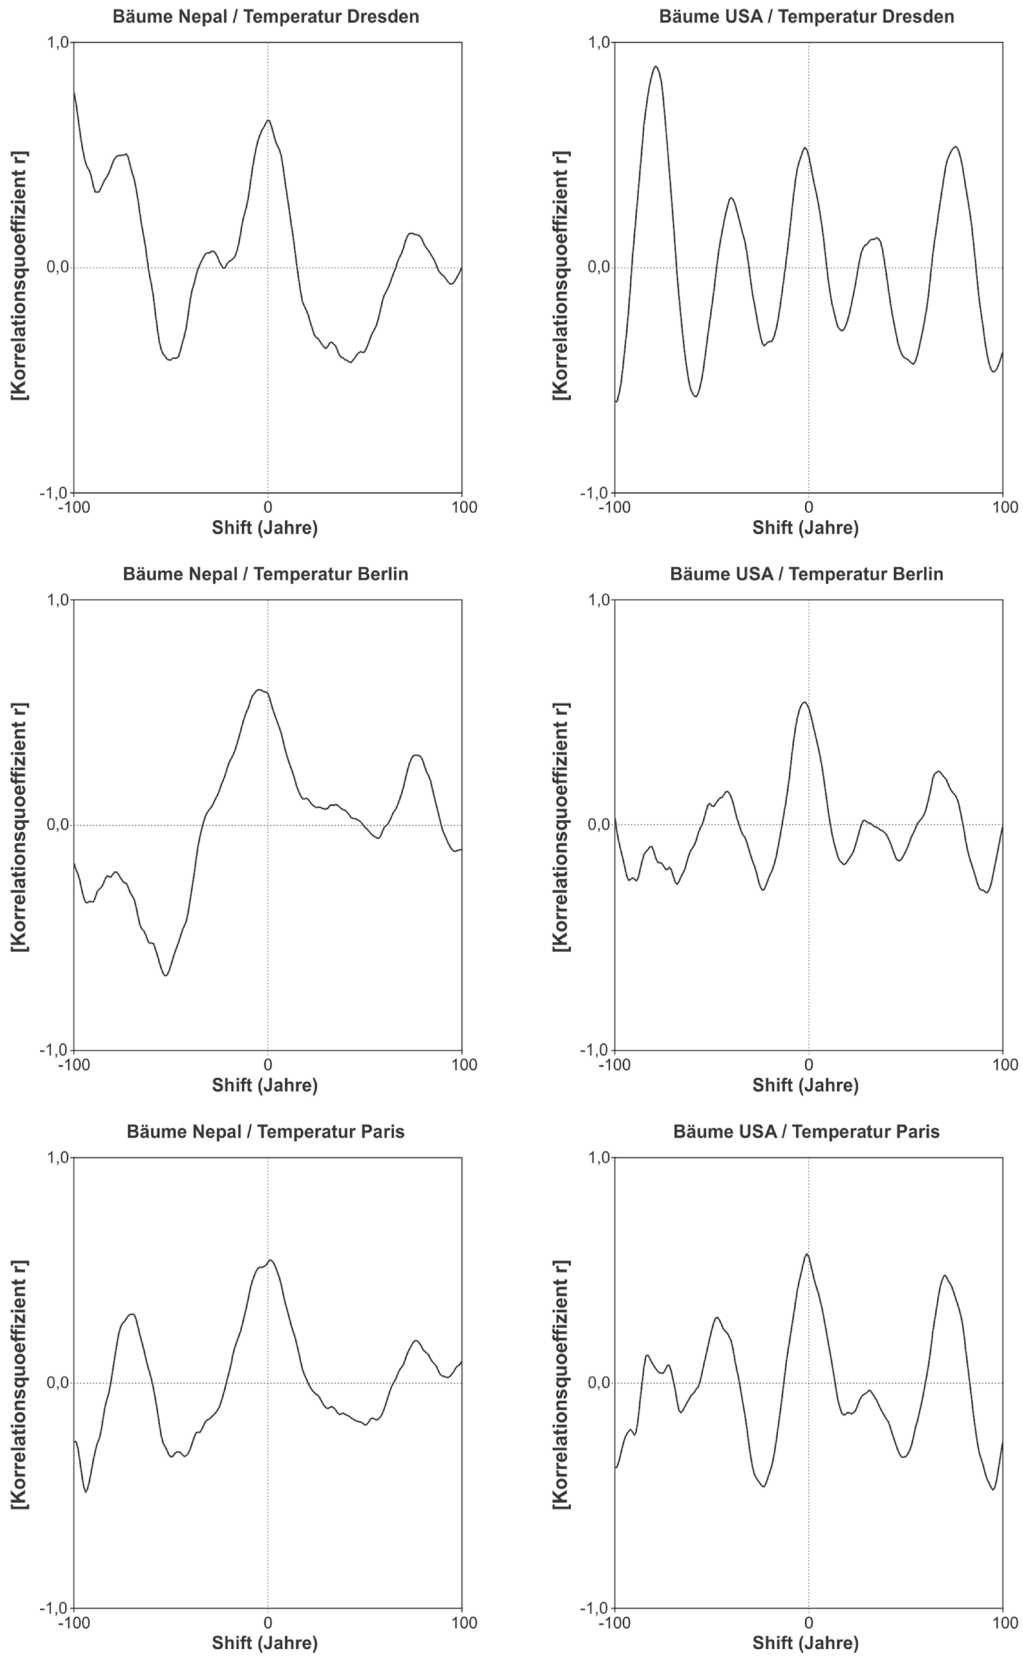 Bäume Nepal / Temperatur Dresden
1,0
0,0
-1,0
[Korrelationsquoeffizient r]
-100 0 100
Shift (Jahre)
Bäume USA / Temperatur Dresden
1,0
0,0
-1,0
[Korrelationsquoeffizient r]
-100 0 100
Shift (Jahre)
Bäume Nepal / Temperatur Berlin
1,0
0,0
-1,0
[Korrelationsquoeffizient r]
-100 0 100
Shift (Jahre)
Bäume USA / Temperatur Berlin
1,0
0,0
-1,0
[Korrelationsquoeffizient r]
-100 0 100
Shift (Jahre)
Bäume Nepal / Temperatur Paris
1,0
0,0
-1,0
[Korrelationsquoeffizient r]
-100 0 100
Shift (Jahre)
Bäume USA / Temperatur Paris
1,0
0,0
-1,0
[Korrelationsquoeffizient r]
-100 0 100
Shift (Jahre)